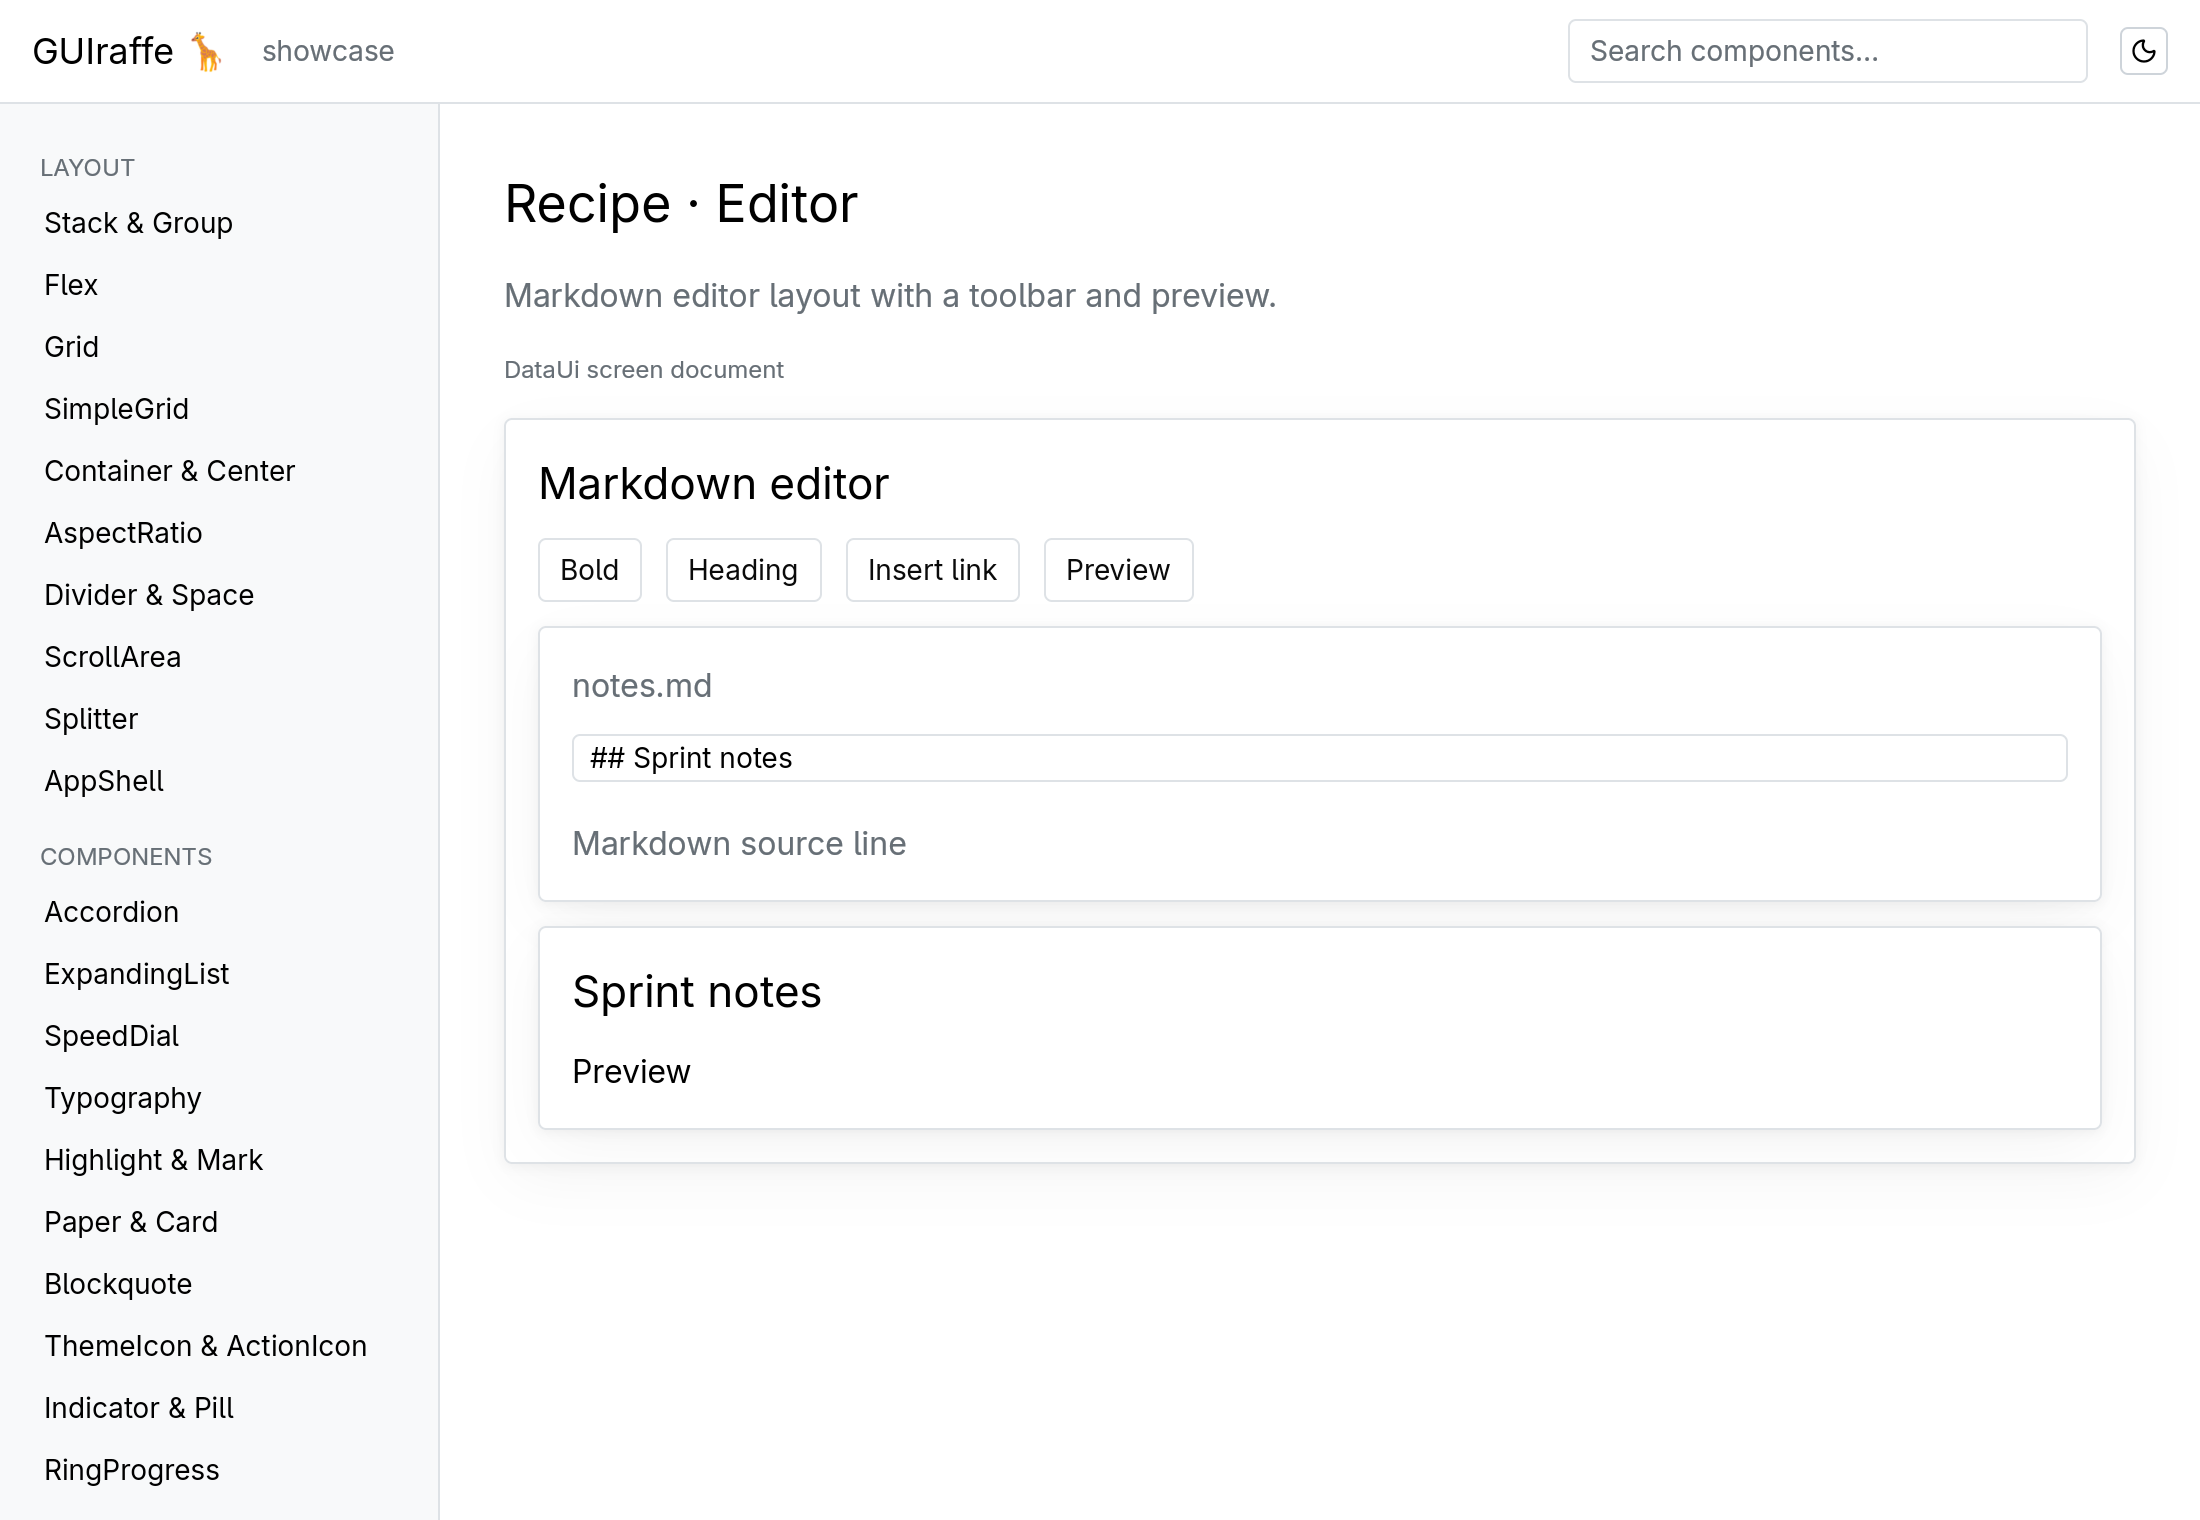 GUIraffe 🦒 showcase
Search components...
LAYOUT
Stack & Group
Flex
Grid
SimpleGrid
Container & Center
AspectRatio
Divider & Space
ScrollArea
Splitter
AppShell
COMPONENTS
Accordion
ExpandingList
SpeedDial
Typography
Highlight & Mark
Paper & Card
Blockquote
ThemeIcon & ActionIcon
Indicator & Pill
RingProgress
Recipe · Editor
Markdown editor layout with a toolbar and preview.
DataUi screen document
Markdown editor
Bold Heading Insert link Preview
notes.md
## Sprint notes
Markdown source line
Sprint notes
Preview